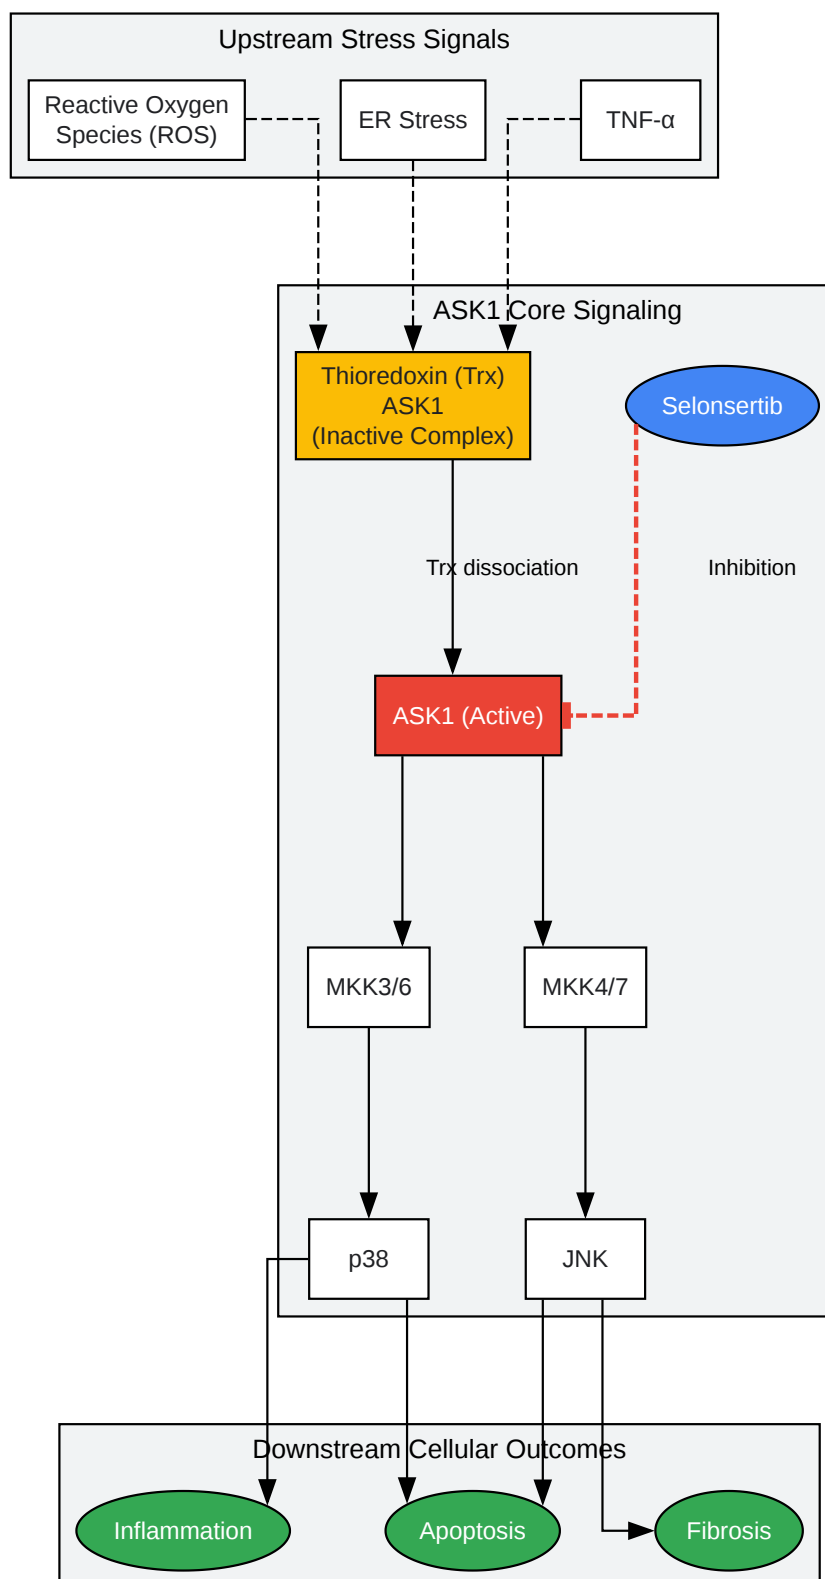 Upstream Stress Signals
Reactive Oxygen
Species (ROS)
ER Stress
TNF-α
ASK1 Core Signaling
Thioredoxin (Trx)
ASK1
(Inactive Complex)
Selonsertib
Trx dissociation
Inhibition
ASK1 (Active)
MKK3/6
MKK4/7
p38
JNK
Downstream Cellular Outcomes
Inflammation
Apoptosis
Fibrosis